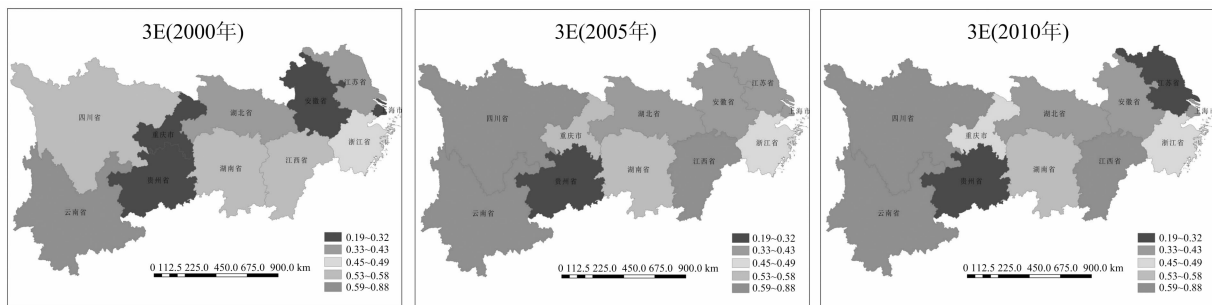 3E(2000年)
四川省
重庆市
湖北省
安徽省
江苏省
上海市
浙江省
江西省
湖南省
贵州省
云南省
0.19~0.32
0.33~0.43
0.45~0.49
0.53~0.58
0.59~0.88
0 112.5 225.0 450.0 675.0 900.0 km
3E(2005年)
四川省
重庆市
湖北省
安徽省
江苏省
浙江省
江西省
湖南省
贵州省
云南省
0.19~0.32
0.33~0.43
0.45~0.49
0.53~0.58
0.59~0.88
0 112.5 225.0 450.0 675.0 900.0 km
3E(2010年)
四川省
重庆市
湖北省
安徽省
江苏省
上海市
浙江省
江西省
湖南省
贵州省
云南省
0.19~0.32
0.33~0.43
0.45~0.49
0.53~0.58
0.59~0.88
0 112.5 225.0 450.0 675.0 900.0 km